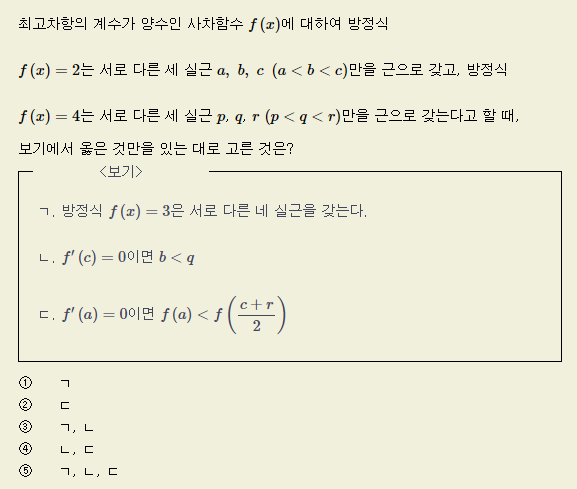 최고차항의 계수가 양수인 사차함수 f(x)에 대하여 방정식
f(x) = 2는 서로 다른 세 실근 a, b, c (a < b < c)만을 근으로 갖고, 방정식
f(x) = 4는 서로 다른 세 실근 p, q, r (p < q < r)만을 근으로 갖는다고 할 때,
보기에서 옳은 것만을 있는 대로 고른 것은?
<보기>
ㄱ. 방정식 f(x) = 3은 서로 다른 네 실근을 갖는다.
ㄴ. f′(c) = 0이면 b < q
ㄷ. f′(a) = 0이면 f(a) < f((c+r)/2)
① ㄱ
② ㄷ
③ ㄱ, ㄴ
④ ㄴ, ㄷ
⑤ ㄱ, ㄴ, ㄷ